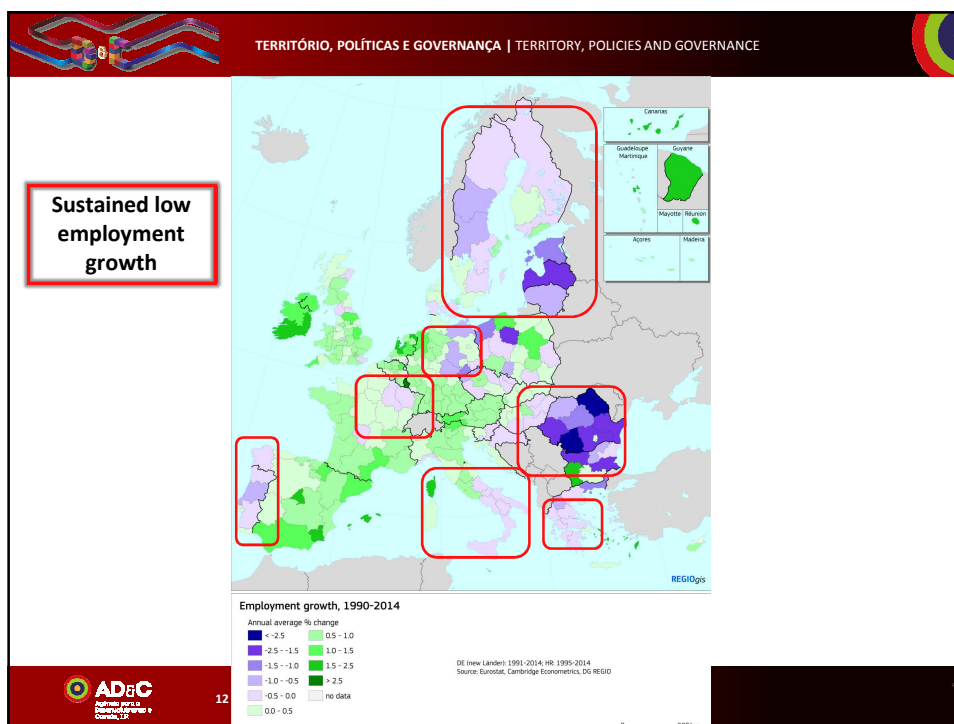 TERRITÓRIO, POLÍTICAS E GOVERNANÇA | TERRITORY, POLICIES AND GOVERNANCE
Sustained low
employment
growth
Canarias
Guadeloupe
Martinique
Guyane
Mayotte
Réunion
Açores
Madeira
REGIOgis
Employment growth, 1990-2014
Annual average % change
< -2.5
-2.5 - -1.5
-1.5 - -1.0
-1.0 - -0.5
-0.5 - 0.0
0.0 - 0.5
0.5 - 1.0
1.0 - 1.5
1.5 - 2.5
> 2.5
no data
DE (new Länder): 1991-2014; HR: 1995-2014
Source: Eurostat, Cambridge Econometrics, DG REGIO
AD&C
Agência para o
Desenvolvimento e
Coesão, I.P.
12